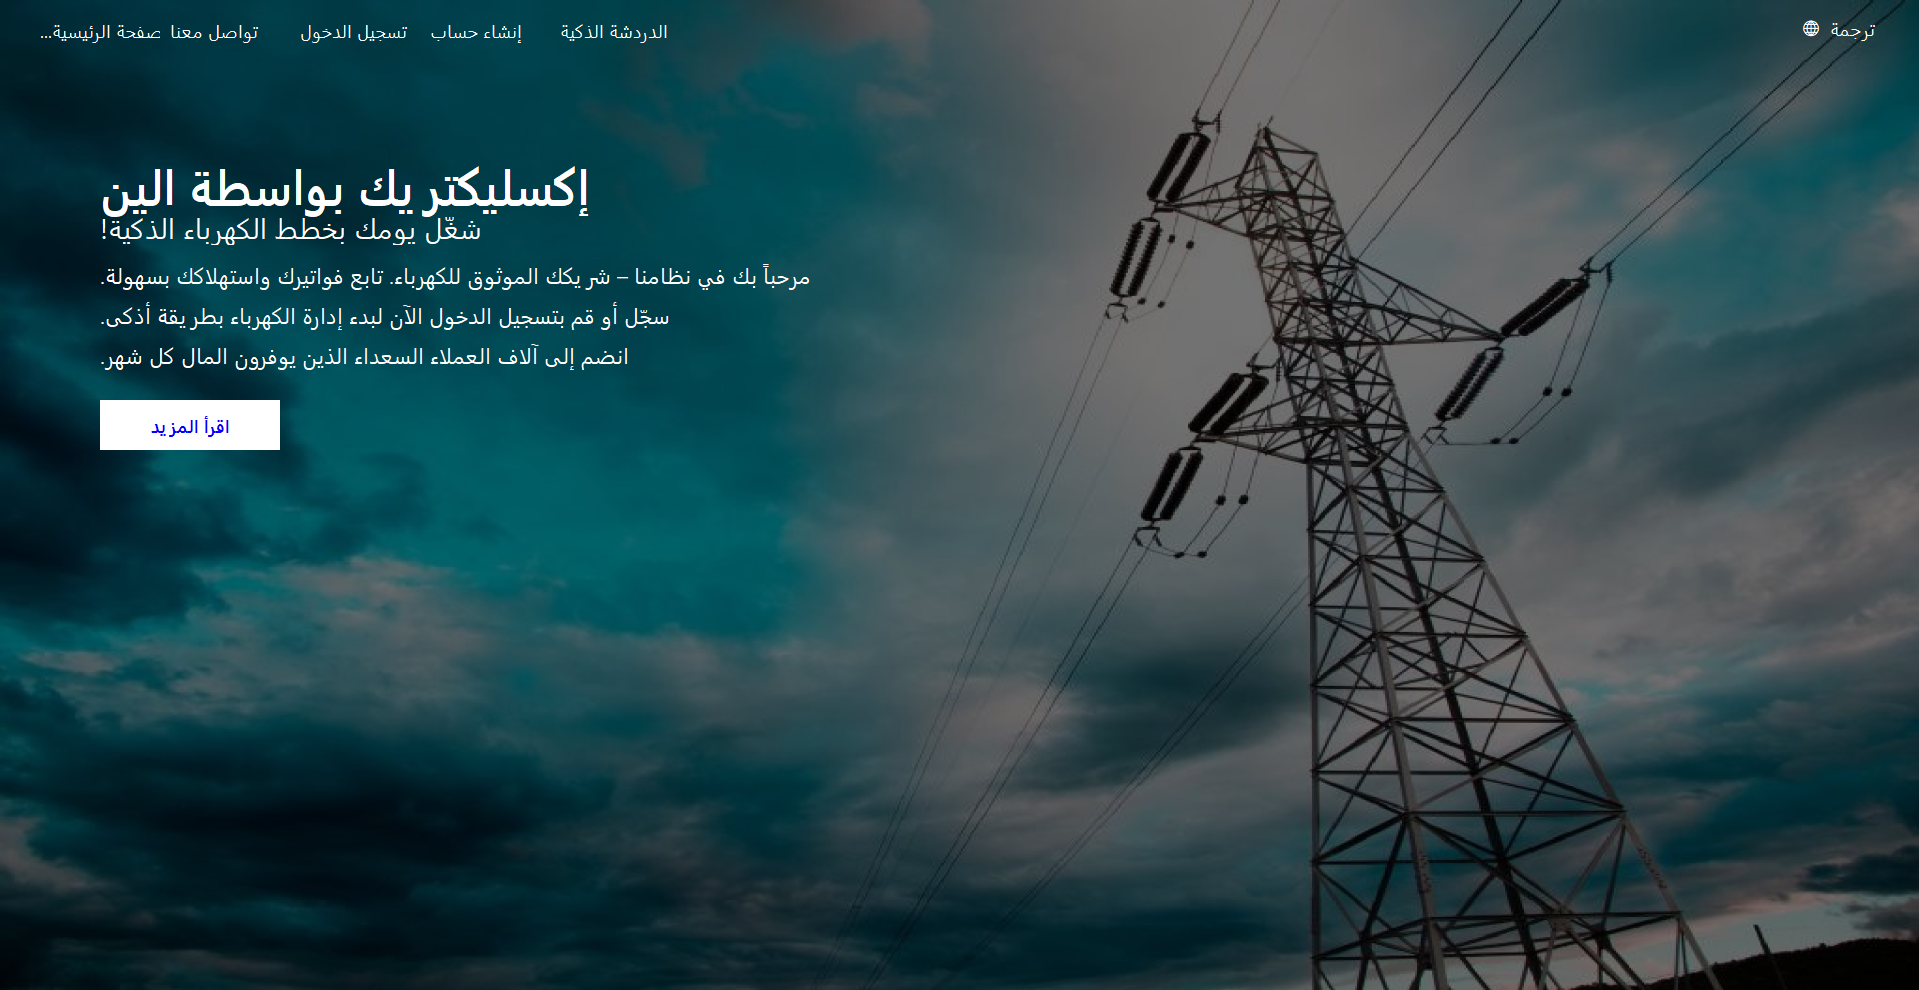 صفحة الرئيسية...
تواصل معنا
تسجيل الدخول
إنشاء حساب
الدردشة الذكية
ترجمة
إكسليكتريك بواسطة الين
شغّل يومك بخطط الكهرباء الذكية!
مرحباً بك في نظامنا – شريكك الموثوق للكهرباء. تابع فواتيرك واستهلاكك بسهولة.
سجّل أو قم بتسجيل الدخول الآن لبدء إدارة الكهرباء بطريقة أذكى.
انضم إلى آلاف العملاء السعداء الذين يوفرون المال كل شهر.
اقرأ المزيد